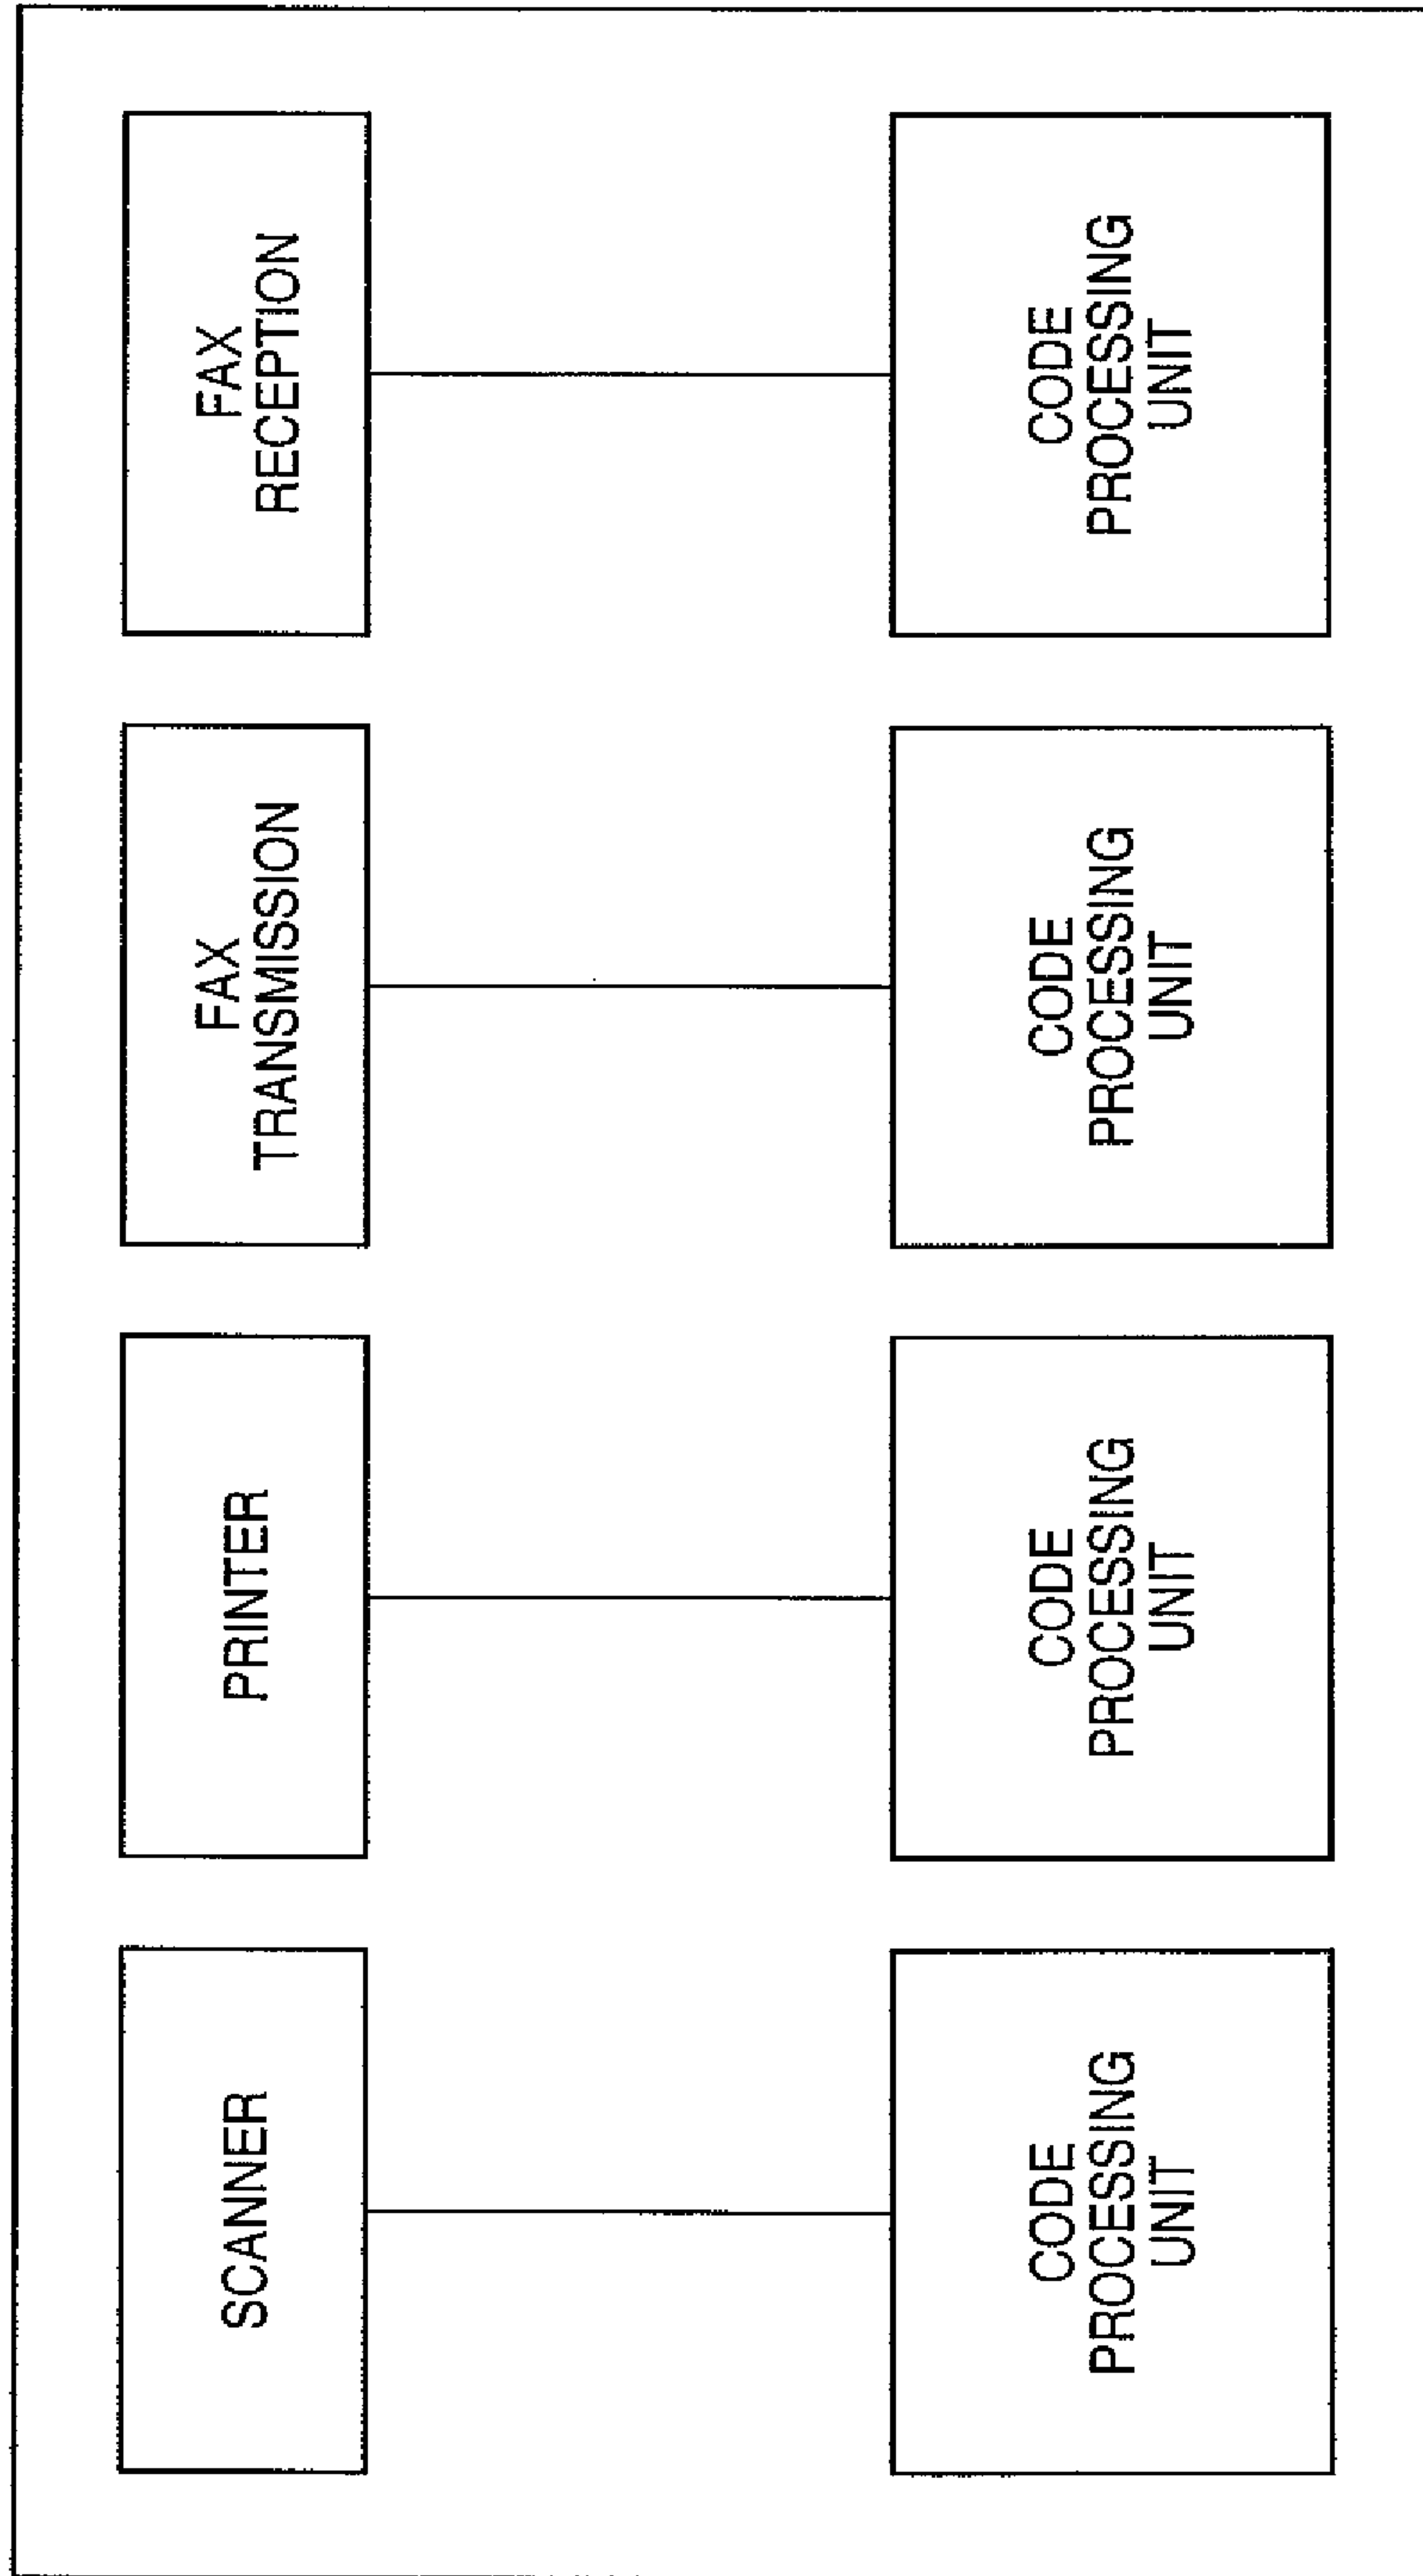 SCANNER
PRINTER
FAX
TRANSMISSION
FAX
RECEPTION
CODE
PROCESSING
UNIT
CODE
PROCESSING
UNIT
CODE
PROCESSING
UNIT
CODE
PROCESSING
UNIT